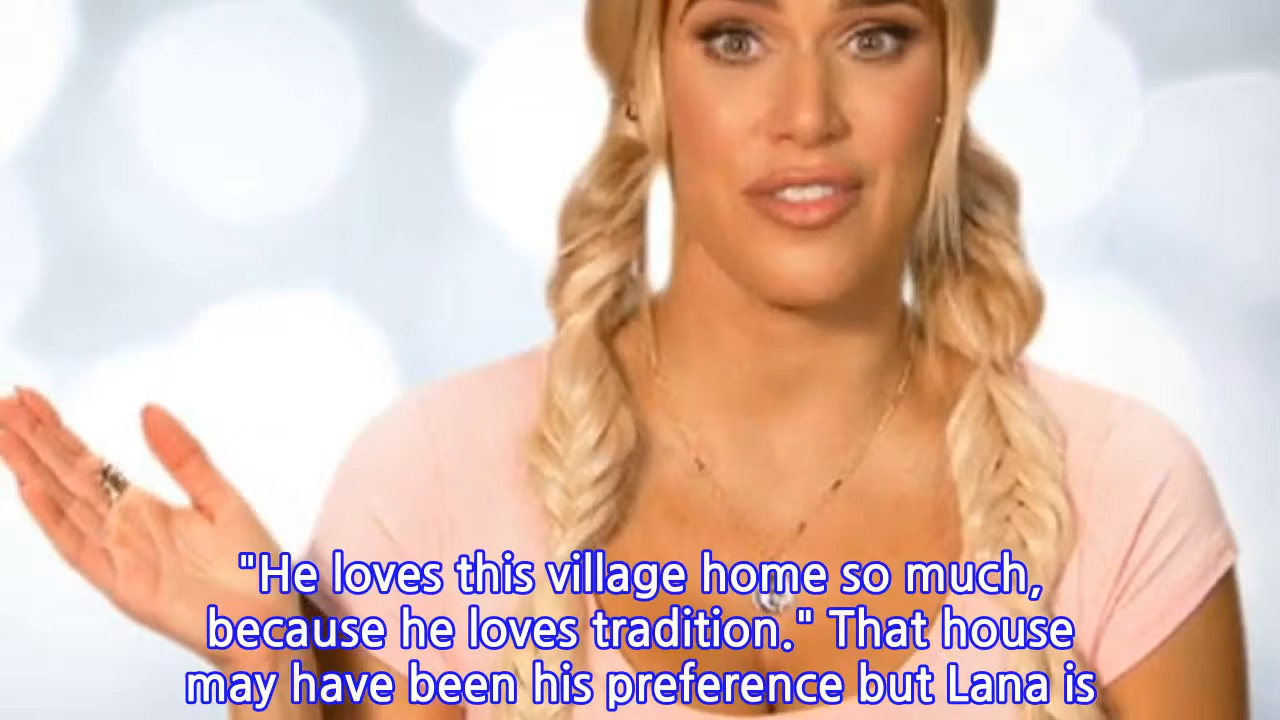 "He loves this village home so much,
because he loves tradition." That house
may have been his preference but Lana is